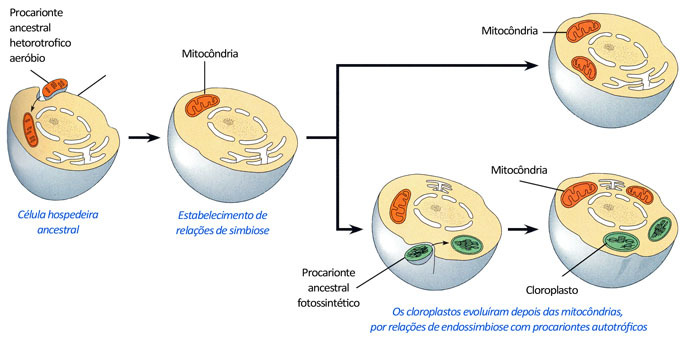 Procarionte
ancestral
hetorotrofico
aeróbio
Mitocôndria
Mitocôndria
Célula hospedeira
ancestral
Estabelecimento de
relações de simbiose
Mitocôndria
Procarionte
ancestral
fotossintético
Cloroplasto
Os cloroplastos evoluíram depois das mitocôndrias,
por relações de endossimbiose com procariontes autotróficos